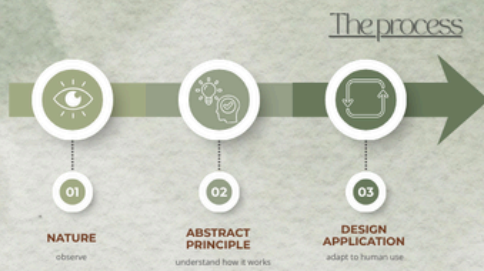 The process
01
02
03
NATURE
observe
ABSTRACT
PRINCIPLE
understand how it works
DESIGN
APPLICATION
adapt to human use